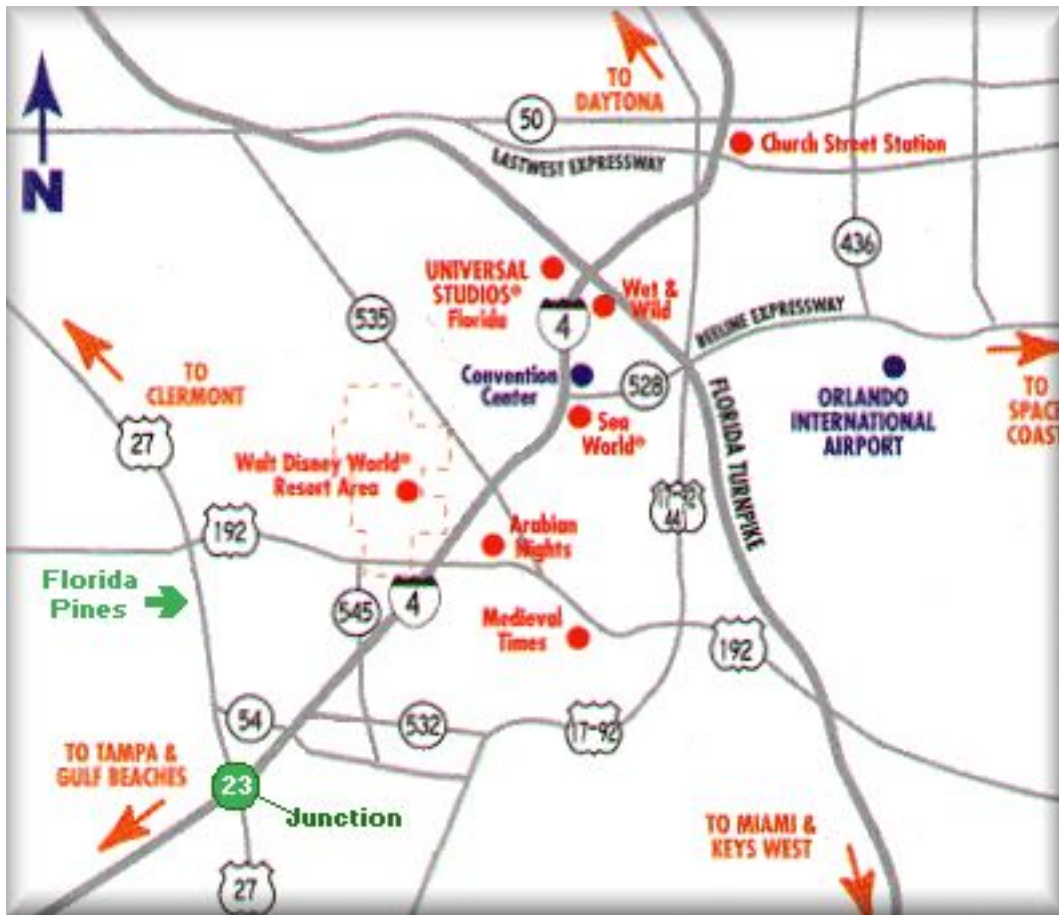 TO
DAYTONA
50
Church Street Station
EASTWEST EXPRESSWAY
N
436
UNIVERSAL
STUDIOS®
Florida
Wet &
Wild
4
535
BEELINE EXPRESSWAY
TO
CLERMONT
Convention
Center
528
TO
SPACE
COAST
ORLANDO
INTERNATIONAL
AIRPORT
FLORIDA TURNPIKE
Sea
World®
27
Walt Disney World®
Resort Area
17-92
44
192
Arabian
Nights
Florida
Pines
4
545
Medieval
Times
192
54
532
17-92
TO TAMPA &
GULF BEACHES
23
Junction
TO MIAMI &
KEYS WEST
27